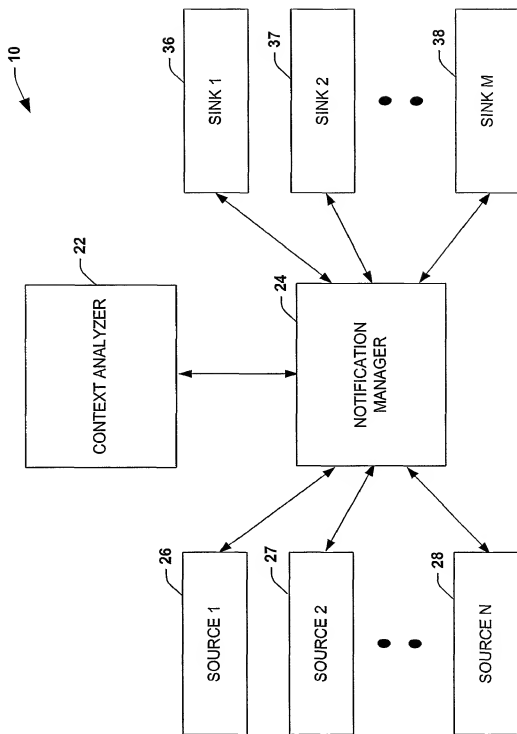 10
22
CONTEXT ANALYZER
26
SOURCE 1
27
SOURCE 2
28
SOURCE N
24
NOTIFICATION
MANAGER
36
SINK 1
37
SINK 2
38
SINK M